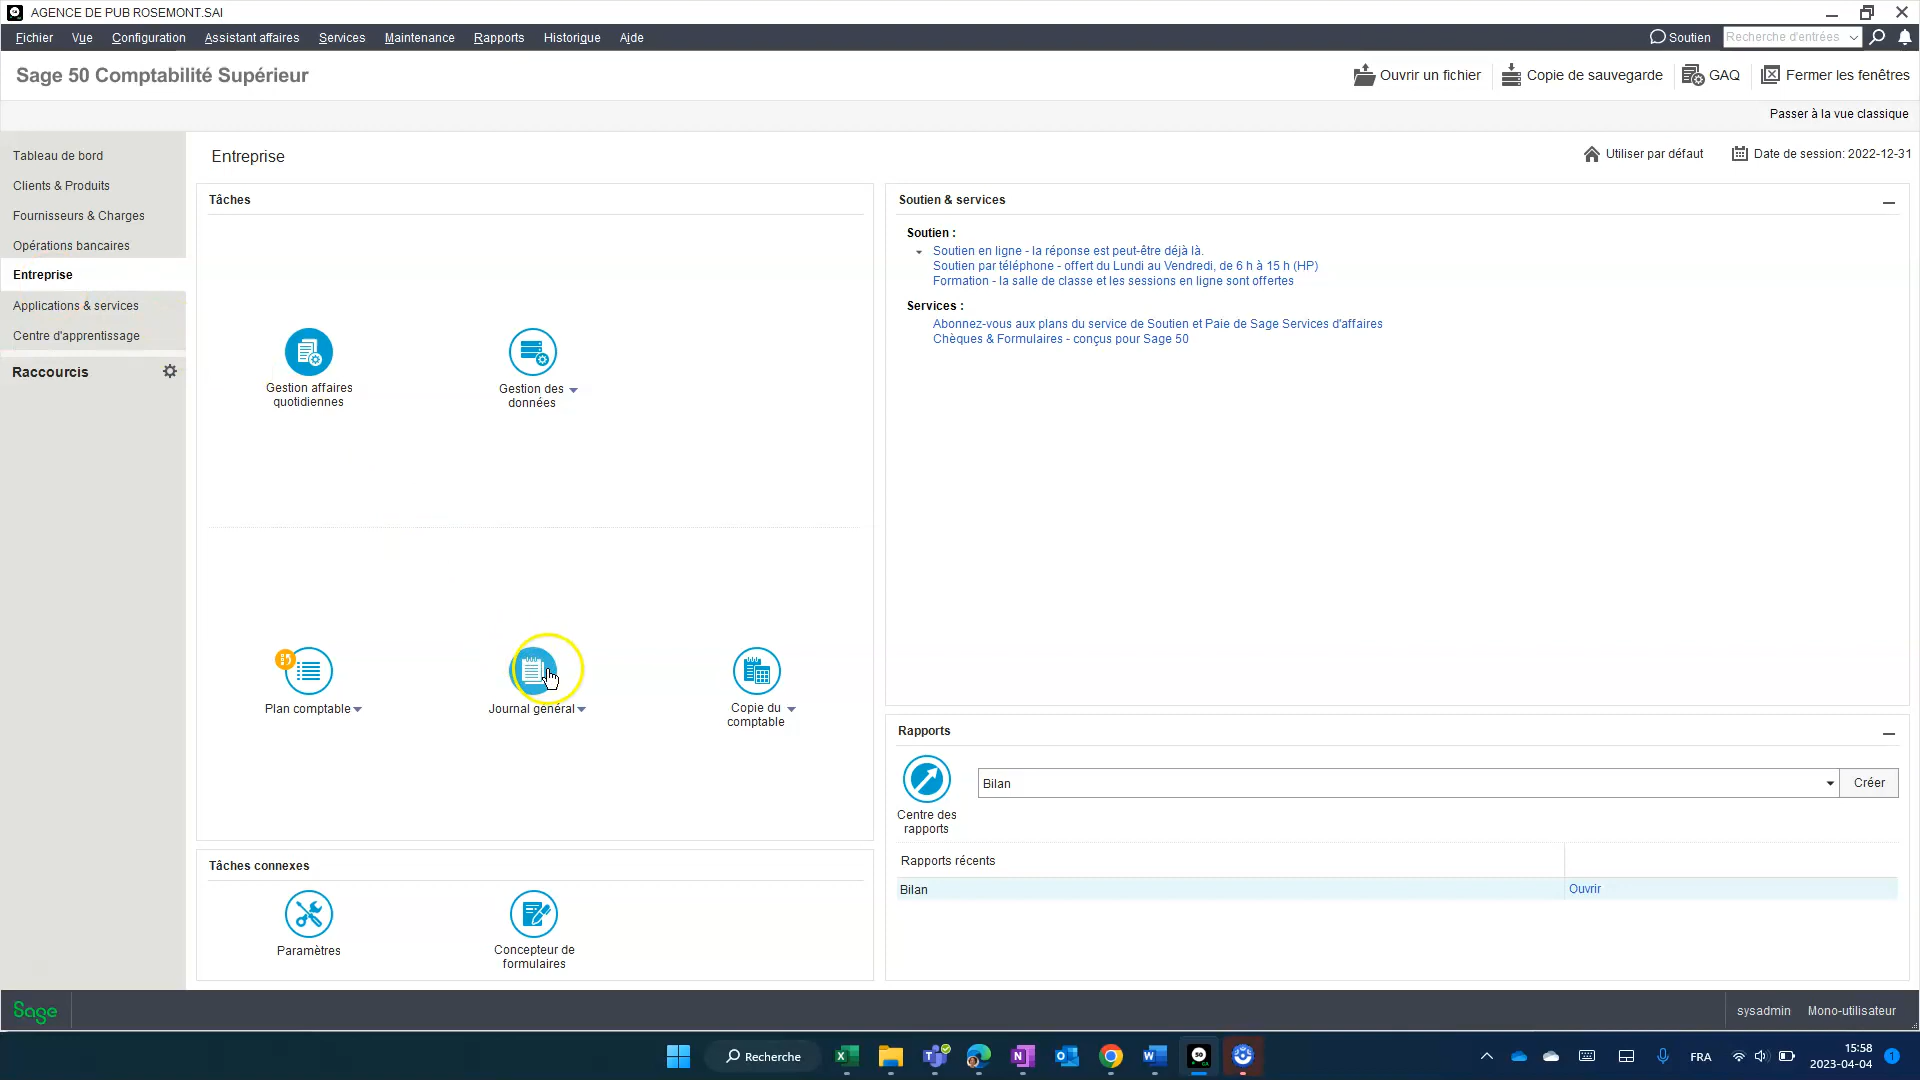 AGENCE DE PUB ROSEMONT.SAI
Fichier Vue Configuration Assistant affaires Services Maintenance Rapports Historique Aide
Soutien Recherche d'entrées
Sage 50 Comptabilité Supérieur
Ouvrir un fichier Copie de sauvegarde GAQ Fermer les fenêtres
Passer à la vue classique
Tableau de bord
Clients & Produits
Fournisseurs & Charges
Opérations bancaires
Entreprise
Applications & services
Centre d'apprentissage
Raccourcis
Entreprise
Utiliser par défaut Date de session: 2022-12-31
Tâches
Gestion affaires
quotidiennes
Gestion des
données
Plan comptable
Journal général
Copie du
comptable
Tâches connexes
Paramètres
Concepteur de
formulaires
Soutien & services
Soutien :
Soutien en ligne - la réponse est peut-être déjà là.
Soutien par téléphone - offert du Lundi au Vendredi, de 6 h à 15 h (HP)
Formation - la salle de classe et les sessions en ligne sont offertes
Services :
Abonnez-vous aux plans du service de Soutien et Paie de Sage Services d'affaires
Chèques & Formulaires - conçus pour Sage 50
Rapports
Centre des
rapports
Bilan
Créer
Rapports récents
Bilan Ouvrir
Sage
sysadmin Mono-utilisateur
Recherche
FRA
15:58
2023-04-04
1